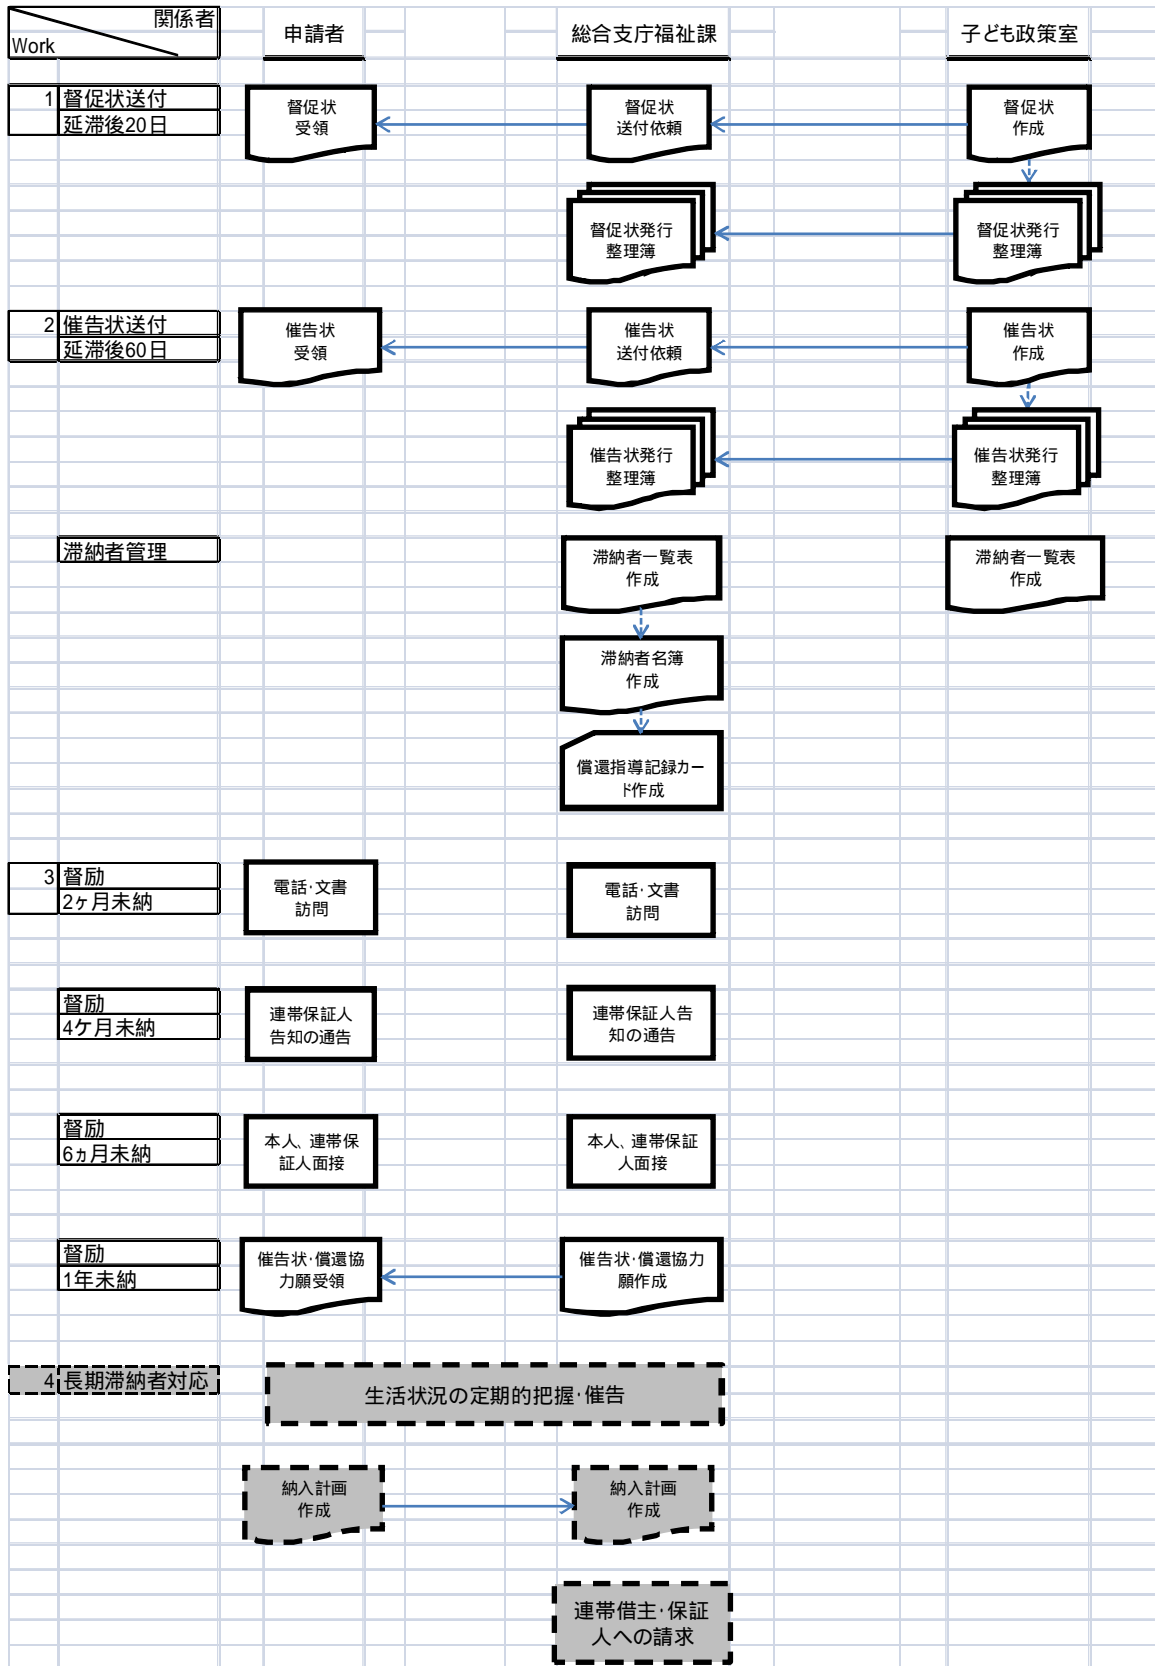 関係者
Work
申請者
総合支庁福祉課
子ども政策室
1 督促状送付
延滞後20日
督促状
受領
督促状
送付依頼
督促状
作成
督促状発行
整理簿
督促状発行
整理簿
2 催告状送付
延滞後60日
催告状
受領
催告状
送付依頼
催告状
作成
催告状発行
整理簿
催告状発行
整理簿
滞納者管理
滞納者一覧表
作成
滞納者一覧表
作成
滞納者名簿
作成
償還指導記録カー
ド作成
3 督励
2ヶ月未納
電話・文書
訪問
電話・文書
訪問
督励
4ケ月未納
連帯保証人
告知の通告
連帯保証人告
知の通告
督励
6ヵ月未納
本人、連帯保
証人面接
本人、連帯保証
人面接
督励
1年未納
催告状・償還協
力願受領
催告状・償還協力
願作成
4 長期滞納者対応
生活状況の定期的把握・催告
納入計画
作成
納入計画
作成
連帯借主・保証
人への請求